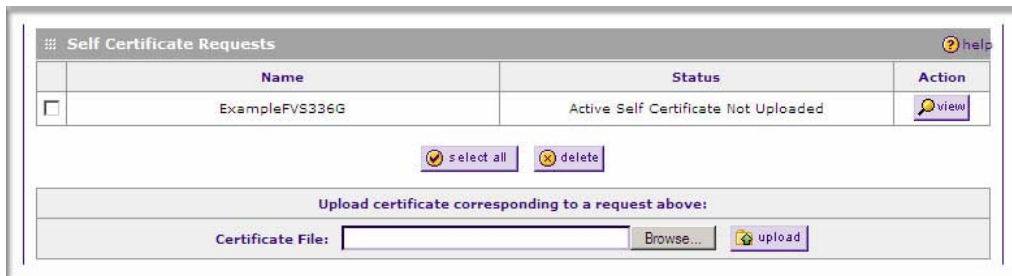 Self Certificate Requests
help
Name Status Action
ExampleFVS336G Active Self Certificate Not Uploaded view
select all delete
Upload certificate corresponding to a request above:
Certificate File: Browse... upload